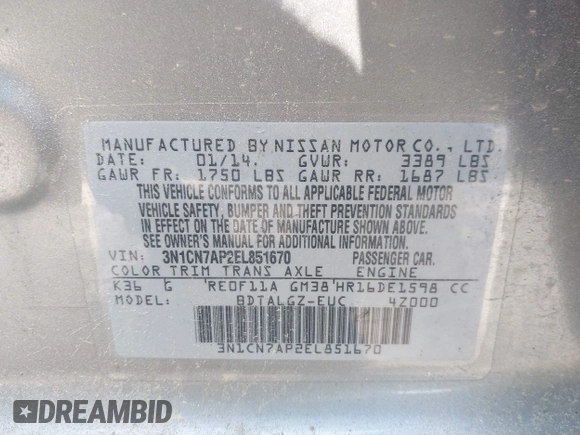 MANUFACTURED BY NISSAN MOTOR CO., LTD.
DATE: 01/14. GVWR: 3389 LBS
GAWR FR: 1750 LBS GAWR RR: 1687 LBS
THIS VEHICLE CONFORMS TO ALL APPLICABLE FEDERAL MOTOR
VEHICLE SAFETY, BUMPER AND THEFT PREVENTION STANDARDS
IN EFFECT ON THE DATE OF MANUFACTURE SHOWN ABOVE.
SEE OWNER'S MANUAL FOR ADDITIONAL INFORMATION.
VIN: 3N1CN7AP2EL851670 PASSENGER CAR.
COLOR TRIM TRANS AXLE ENGINE
K36 G 'RE0F11A GM38'HR16DE1598 CC
MODEL: BDTALGZ-EUC 4Z000
3N1CN7AP2EL851670
DREAMBID